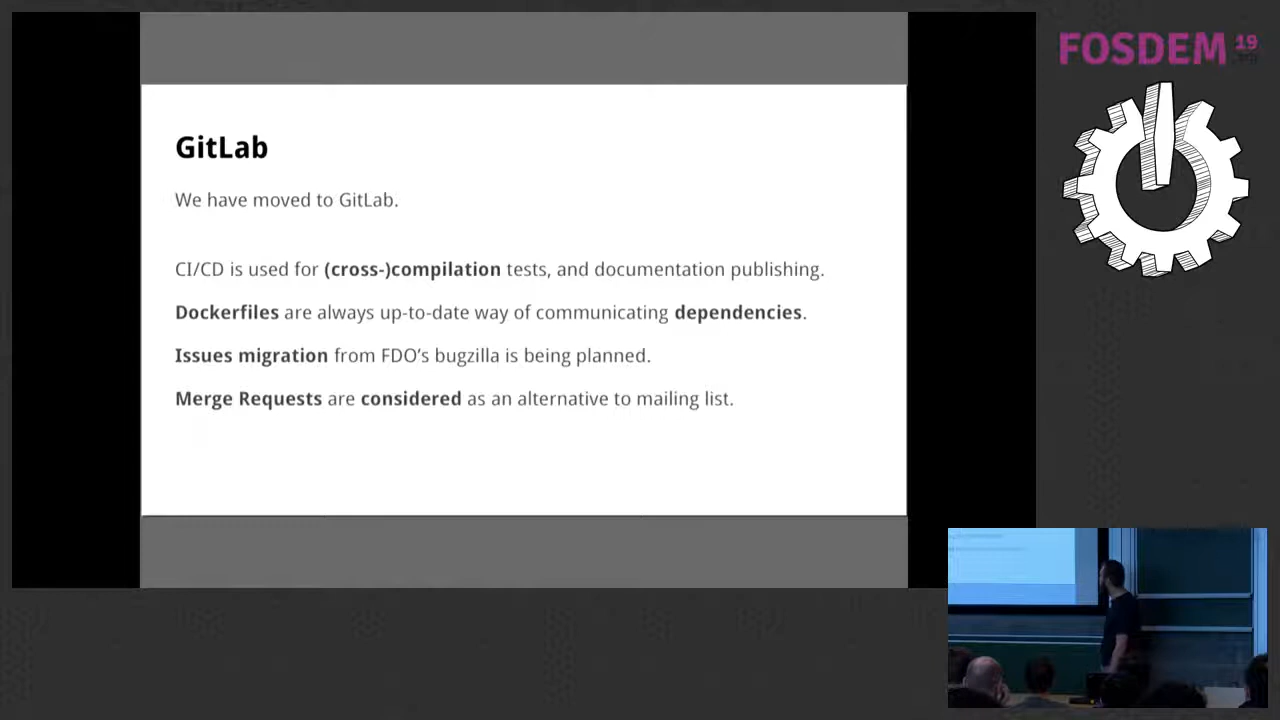 FOSDEM 19
GitLab
We have moved to GitLab.
CI/CD is used for (cross-)compilation tests, and documentation publishing.
Dockerfiles are always up-to-date way of communicating dependencies.
Issues migration from FDO’s bugzilla is being planned.
Merge Requests are considered as an alternative to mailing list.